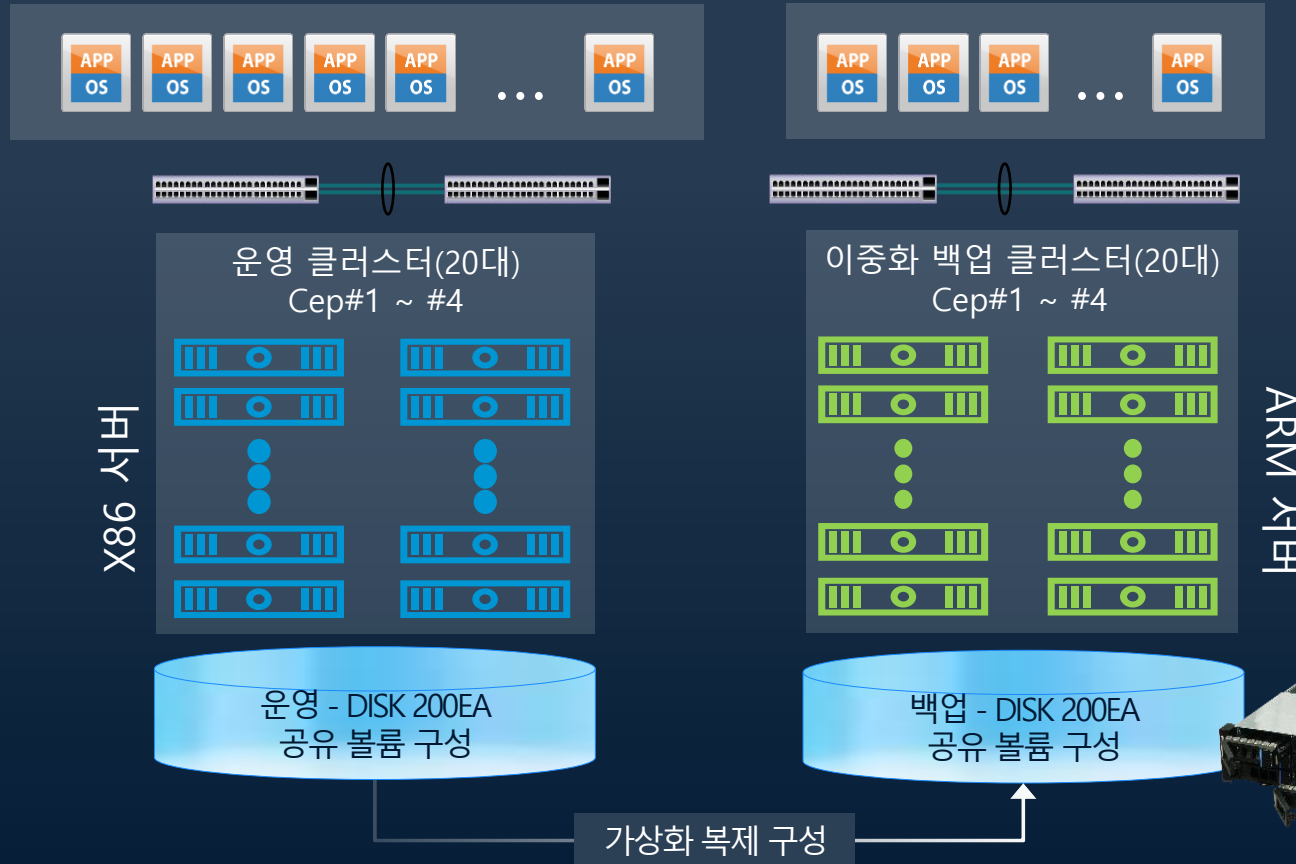 APP
OS
APP
OS
APP
OS
APP
OS
APP
OS
...
APP
OS
APP
OS
APP
OS
APP
OS
...
APP
OS
운영 클러스터(20대)
Cep#1 ~ #4
이중화 백업 클러스터(20대)
Cep#1 ~ #4
X86 서버
ARM 서버
운영 - DISK 200EA
공유 볼륨 구성
백업 - DISK 200EA
공유 볼륨 구성
가상화 복제 구성